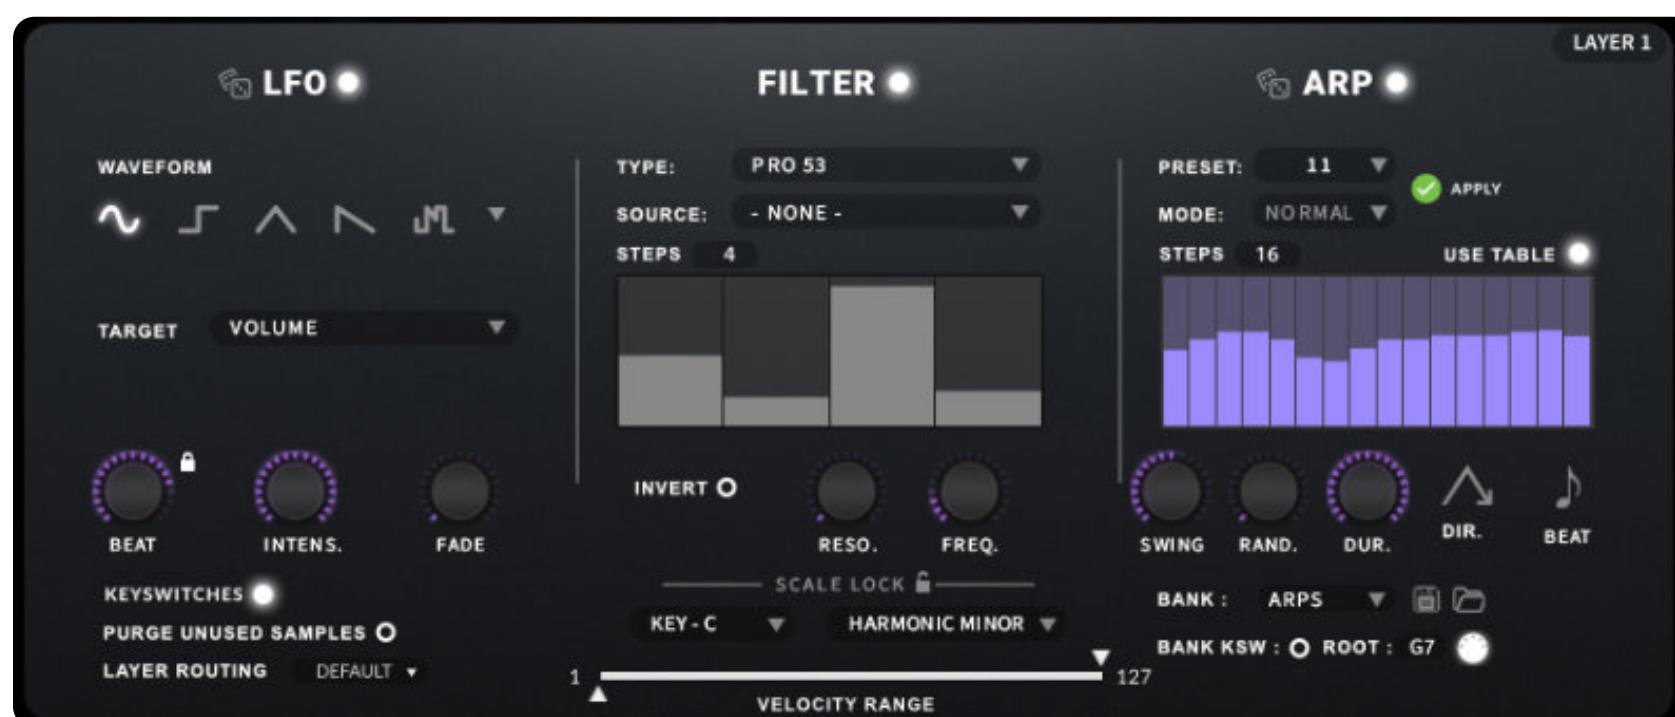 LAYER 1
LFO
WAVEFORM
TARGET VOLUME
BEAT INTENS. FADE
KEYSWITCHES
PURGE UNUSED SAMPLES
LAYER ROUTING DEFAULT
FILTER
TYPE: PRO 53
SOURCE: - NONE -
STEPS 4
INVERT
RESO. FREQ.
SCALE LOCK
KEY - C HARMONIC MINOR
1 127
VELOCITY RANGE
ARP
PRESET: 11
APPLY
MODE: NORMAL
STEPS 16 USE TABLE
SWING RAND. DUR. DIR. BEAT
BANK : ARPS
BANK KSW : ROOT : G7